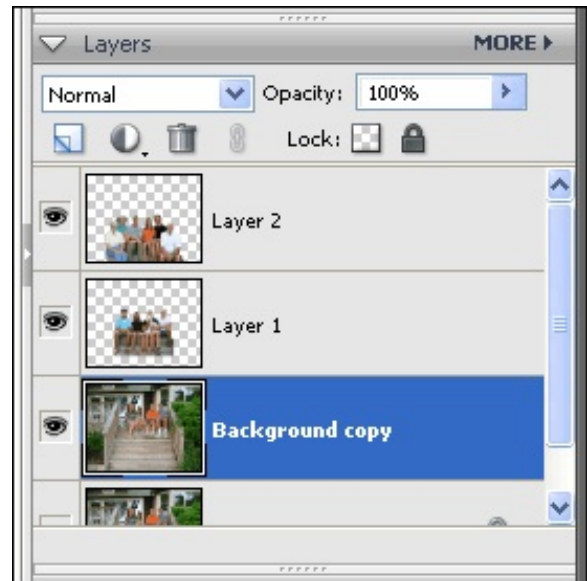 Layers MORE
Normal Opacity: 100%
Lock:
Layer 2
Layer 1
Background copy